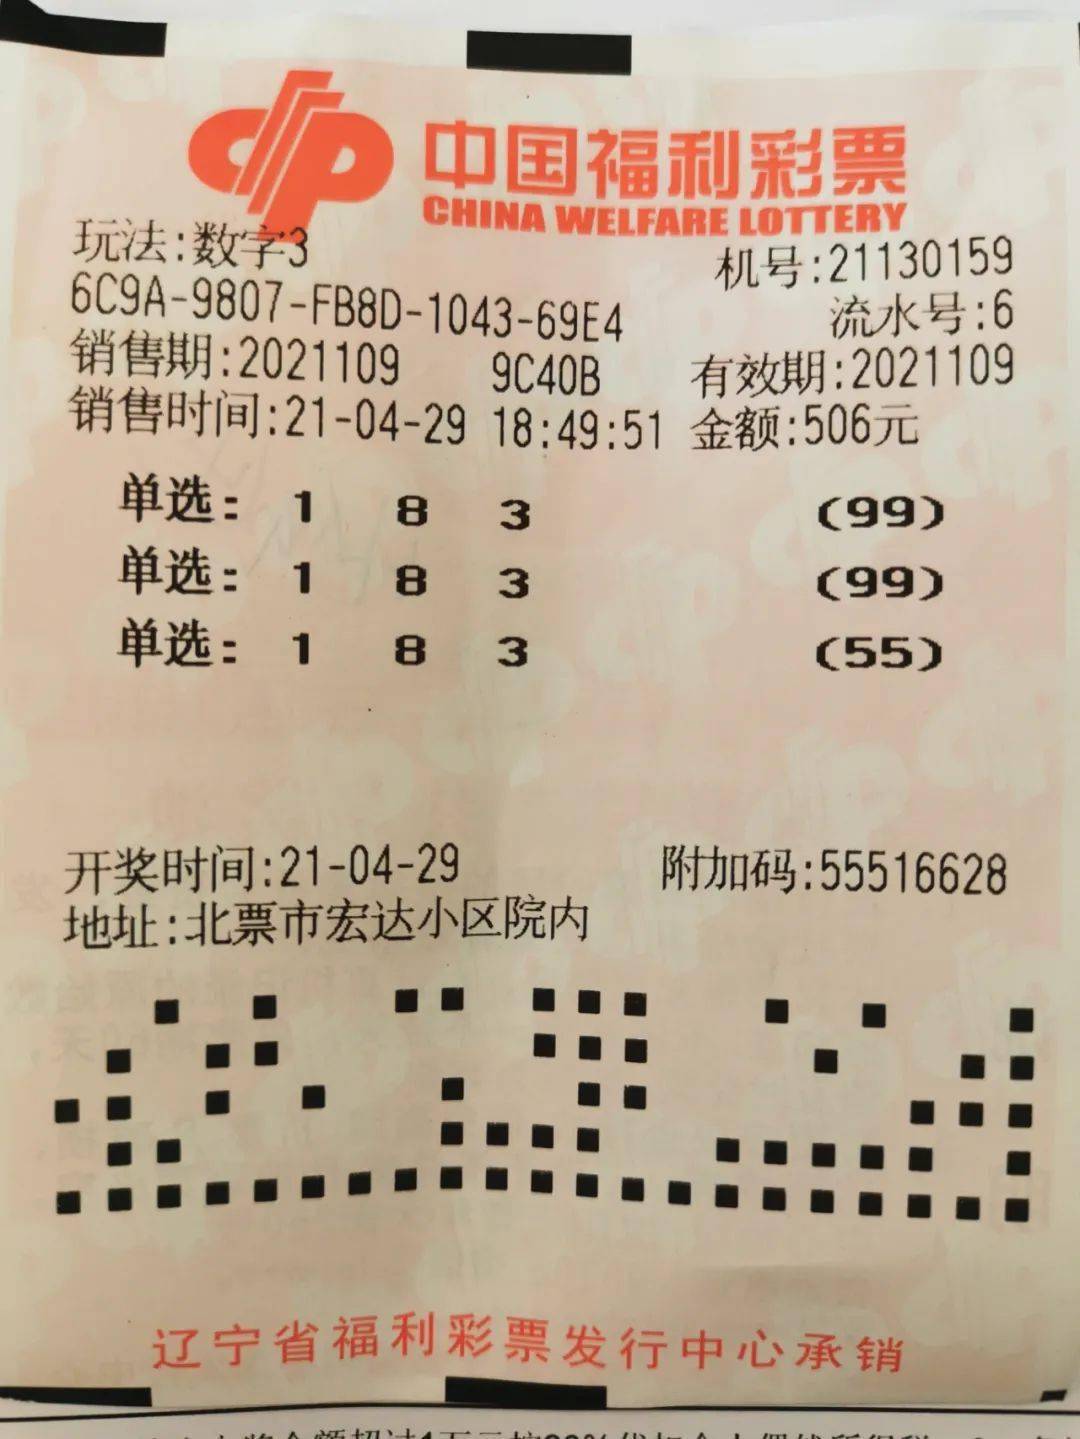 中国福利彩票
CHINA WELFARE LOTTERY
玩法:数字3 机号:21130159
6C9A-9807-FB8D-1043-69E4 流水号:6
销售期:2021109 9C40B 有效期:2021109
销售时间:21-04-29 18:49:51 金额:506元
单选: 1 8 3 (99)
单选: 1 8 3 (99)
单选: 1 8 3 (55)
开奖时间:21-04-29 附加码:55516628
地址:北票市宏达小区院内
辽宁省福利彩票发行中心承销